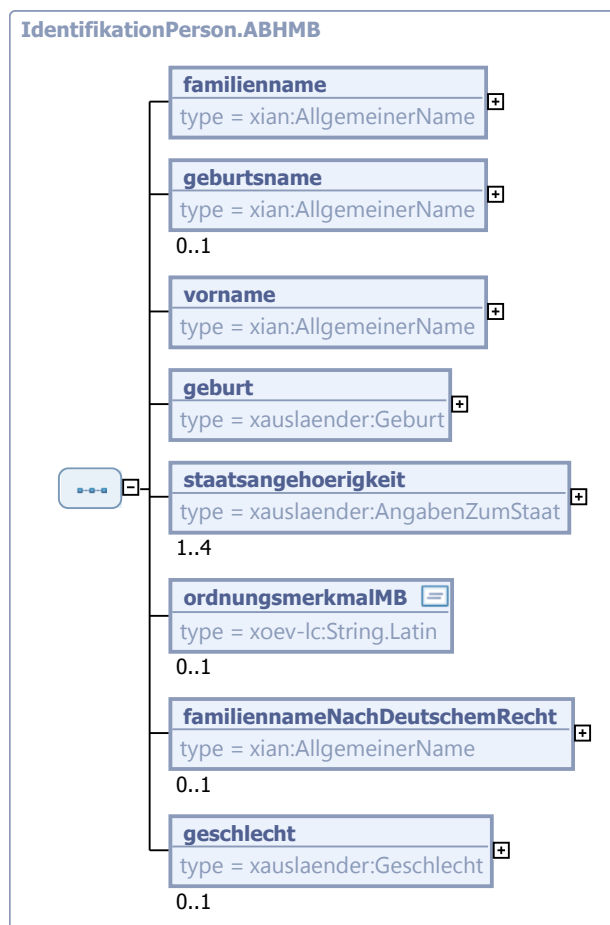 IdentifikationPerson.ABHMB
familienname
type = xian:AllgemeinerName
geburtsname
type = xian:AllgemeinerName
0..1
vorname
type = xian:AllgemeinerName
geburt
type = xauslaender:Geburt
staatsangehoerigkeit
type = xauslaender:AngabenZumStaat
1..4
ordnungsmerkmalMB
type = xoev-lc:String.Latin
0..1
familiennameNachDeutschemRecht
type = xian:AllgemeinerName
0..1
geschlecht
type = xauslaender:Geschlecht
0..1